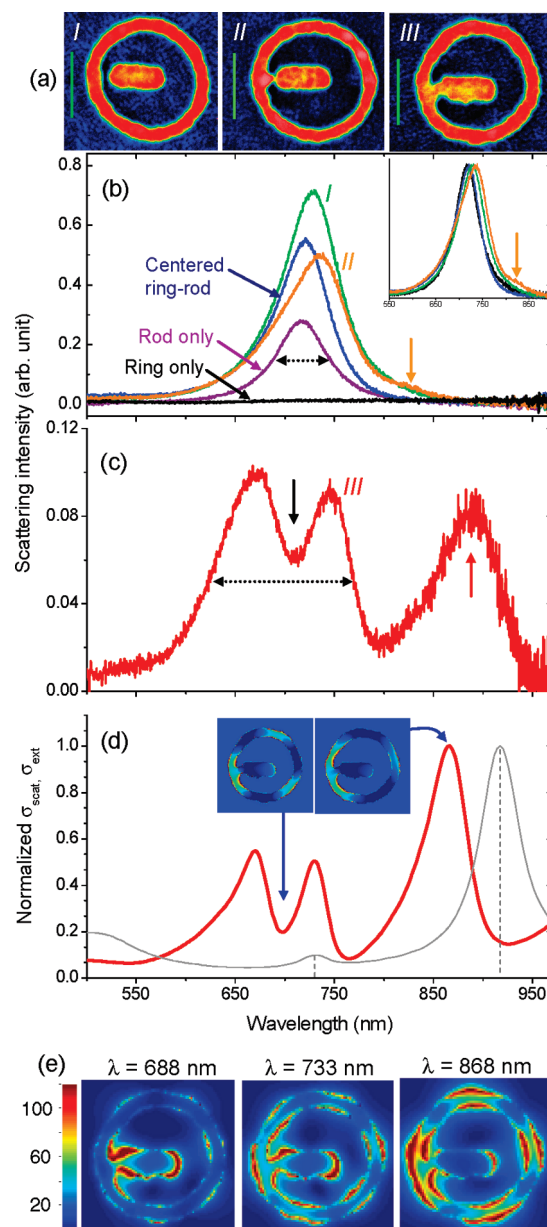 (a) I II III
(b)
0.8
0.6
0.4
0.2
0.0
I
II
Centered ring-rod
Rod only
Ring only
550 650 750 850
Scattering intensity (arb. unit)
(c)
0.12
0.08
0.04
0.00
III
(d)
1.0
0.8
0.6
0.4
0.2
0.0
Normalized σscat, σext
550 650 750 850 950
Wavelength (nm)
(e) λ = 688 nm λ = 733 nm λ = 868 nm
100
60
20